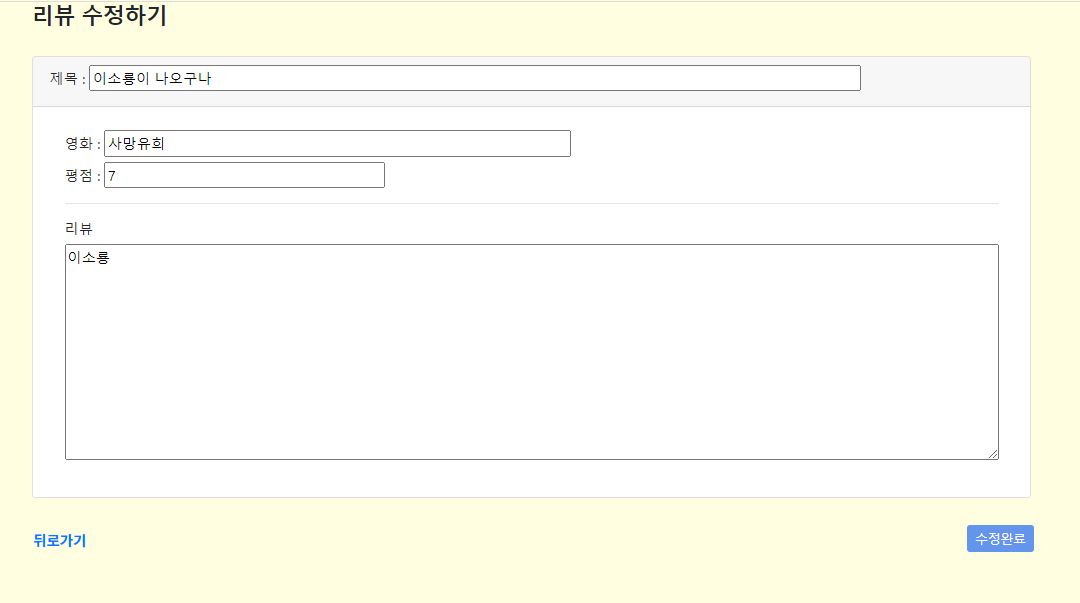 리뷰 수정하기
제목 : 이소룡이 나오구나
영화 : 사망유희
평점 : 7
리뷰
이소룡
뒤로가기 수정완료